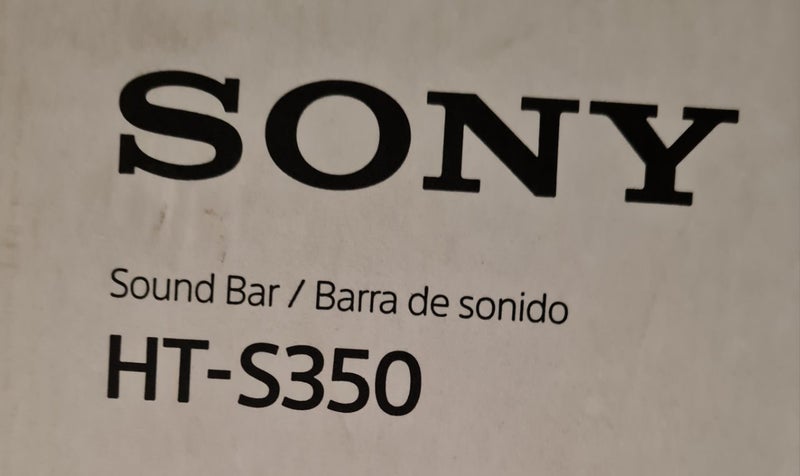 SONY
Sound Bar / Barra de sonido
HT-S350